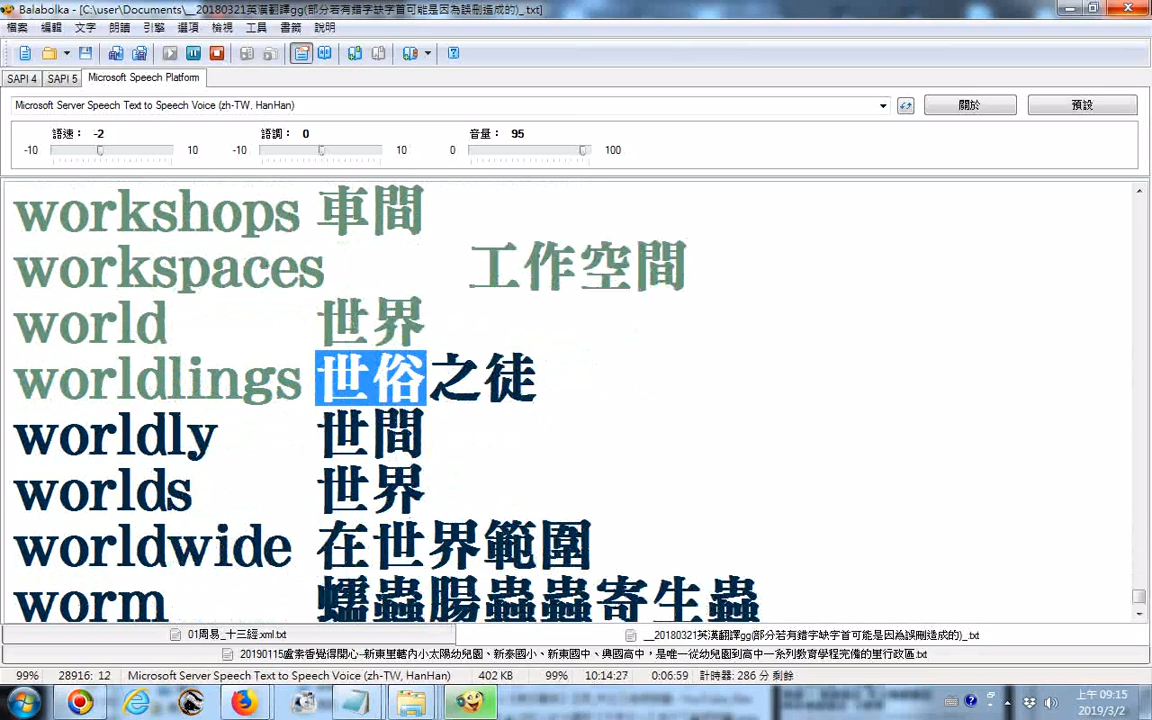 Balabolka - [C:\user\Documents\__20180321英漢翻譯gg(部分若有錯字缺字首可能是因為誤刪造成的)_.txt]
檔案 編輯 文字 朗讀 引擎 選項 檢視 工具 書籤 說明
SAPI 4 SAPI 5 Microsoft Speech Platform
Microsoft Server Speech Text to Speech Voice (zh-TW, HanHan) 關於 預設
語速： -2 語調： 0 音量： 95
-10 10 -10 10 0 100
workshops 車間
workspaces 工作空間
world 世界
worldlings 世俗之徒
worldly 世間
worlds 世界
worldwide 在世界範圍
worm 蠕蟲腸蟲蟲寄生蟲
01周易_十三經.xml.txt __20180321英漢翻譯gg(部分若有錯字缺字首可能是因為誤刪造成的)_.txt
20190115盧素香覺得開心-新東里轄內小太陽幼兒園、新泰國小、新東國中、興國高中，是唯一從幼兒園到高中一系列教育學程完備的里行政區.txt
99% 28916: 12 Microsoft Server Speech Text to Speech Voice (zh-TW, HanHan) 402 KB 99% 10:14:27 0:06:59 計時器: 286 分 剩餘
上午 09:15
2019/3/2